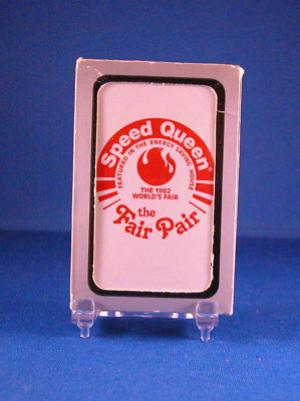 Speed Queen®
FEATURED IN THE ENERGY SAVING HOUSE
THE 1982
WORLD'S FAIR
the
Fair Pair